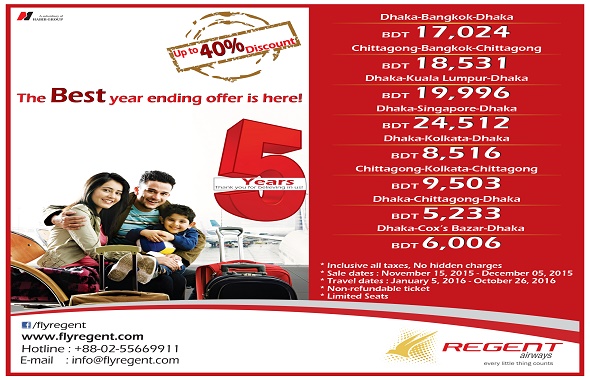 A subsidiary of
HABIB GROUP
Up to 40% Discount
The Best year ending offer is here!
5
Years
Thank you for believing in us!
Dhaka-Bangkok-Dhaka
BDT 17,024
Chittagong-Bangkok-Chittagong
BDT 18,531
Dhaka-Kuala Lumpur-Dhaka
BDT 19,996
Dhaka-Singapore-Dhaka
BDT 24,512
Dhaka-Kolkata-Dhaka
BDT 8,516
Chittagong-Kolkata-Chittagong
BDT 9,503
Dhaka-Chittagong-Dhaka
BDT 5,233
Dhaka-Cox's Bazar-Dhaka
BDT 6,006
* Inclusive all taxes, No hidden charges
* Sale dates : November 15, 2015 - December 05, 2015
* Travel dates : January 5, 2016 - October 26, 2016
* Non-refundable ticket
* Limited Seats
f/flyregent
www.flyregent.com
Hotline : +88-02-55669911
E-mail : info@flyregent.com
REGENT
airways
every little thing counts